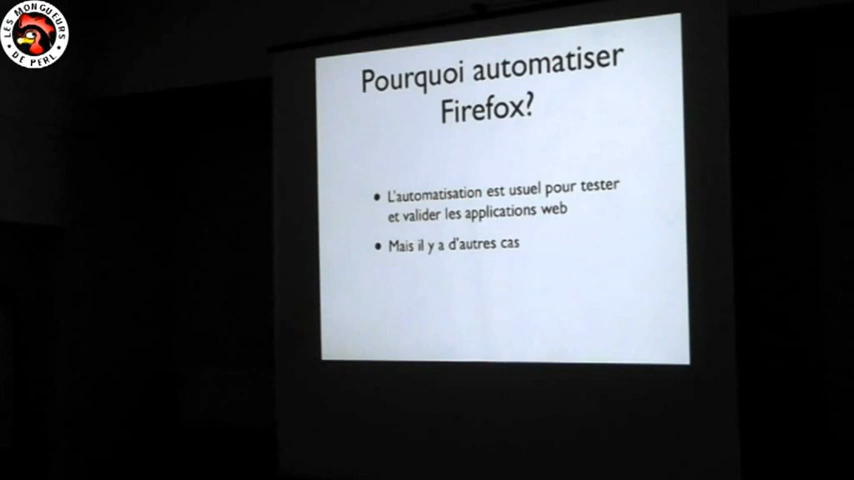 LES MONGUEURS
DE PERL
Pourquoi automatiser
Firefox?
• L'automatisation est usuel pour tester
et valider les applications web
• Mais il y a d'autres cas